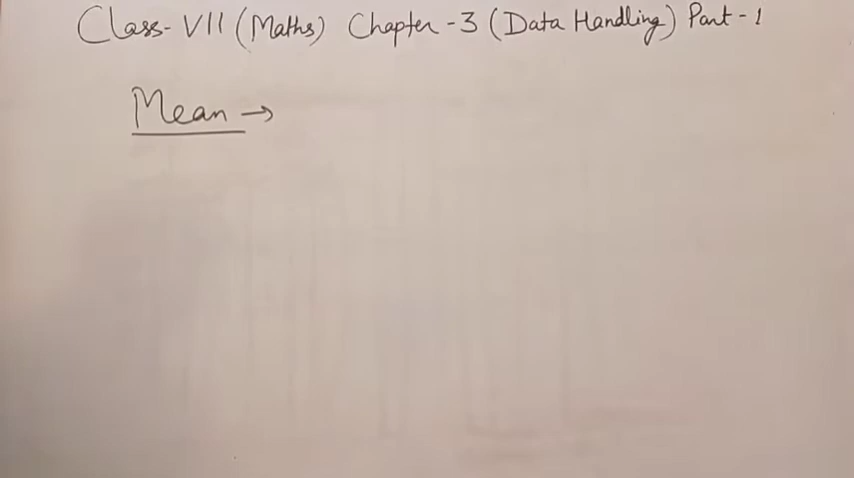 Class- VII (Maths) Chapter -3 (Data Handling) Part - 1
Mean →